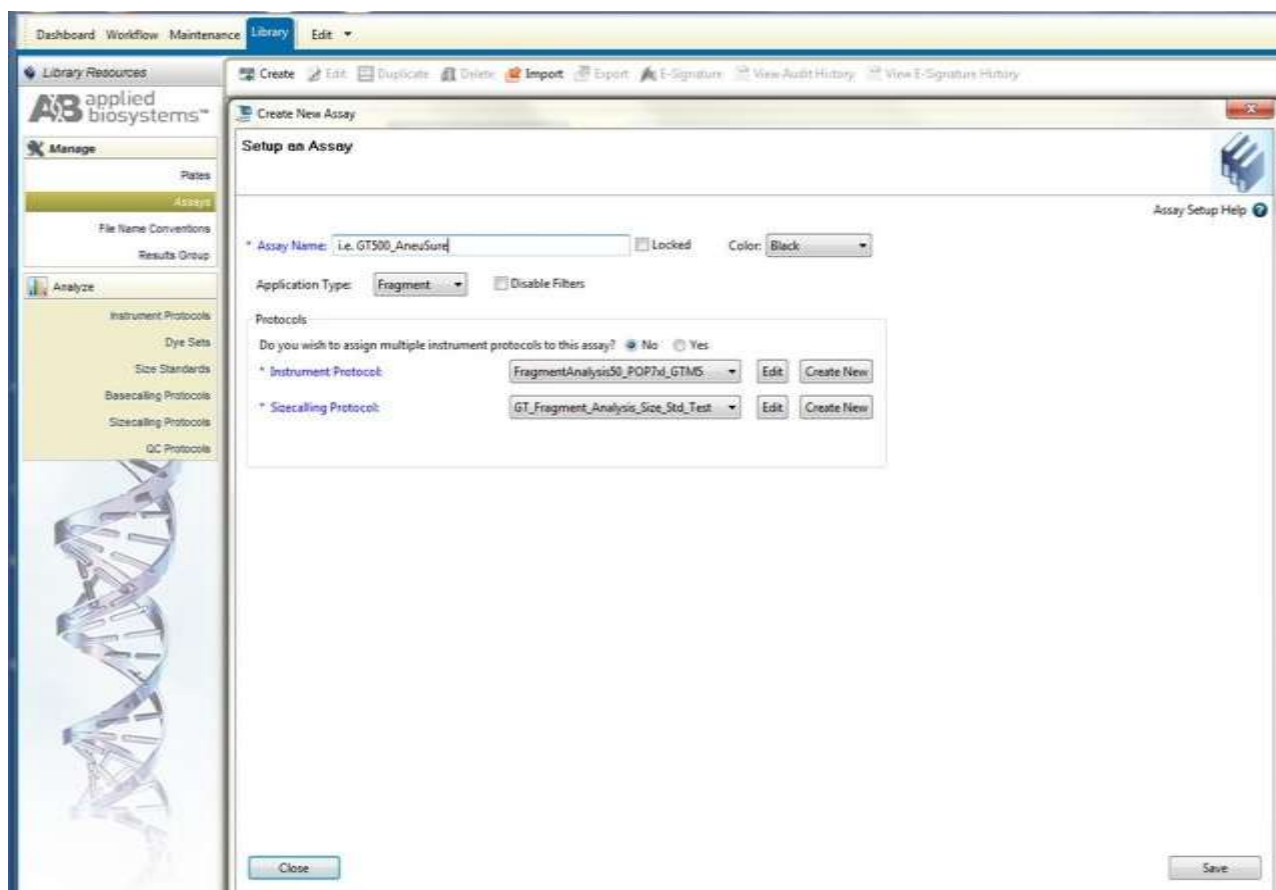 Dashboard Workflow Maintenance Library Edit
Library Resources
Create Edit Duplicate Delete Import Export E-Signature View Audit History View E-Signature History
AB applied
biosystems™
Create New Assay
Manage
Setup an Assay
Plates
Assays
Assay Setup Help
File Name Conventions
* Assay Name: i.e. GT500_AneuSure Locked Color: Black
Results Group
Analyze
Application Type: Fragment Disable Filters
Instrument Protocols
Protocols
Dye Sets
Do you wish to assign multiple instrument protocols to this assay? No Yes
Size Standards
* Instrument Protocol: FragmentAnalysis50_POP7xl_GTM5 Edit Create New
Basecalling Protocols
* Sizecalling Protocol: GT_Fragment_Analysis_Size_Std_Test Edit Create New
Sizecalling Protocols
QC Protocols
Close Save